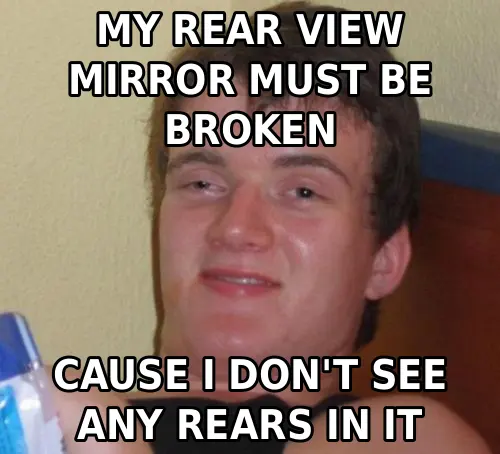 MY REAR VIEW
MIRROR MUST BE
BROKEN
CAUSE I DON'T SEE
ANY REARS IN IT